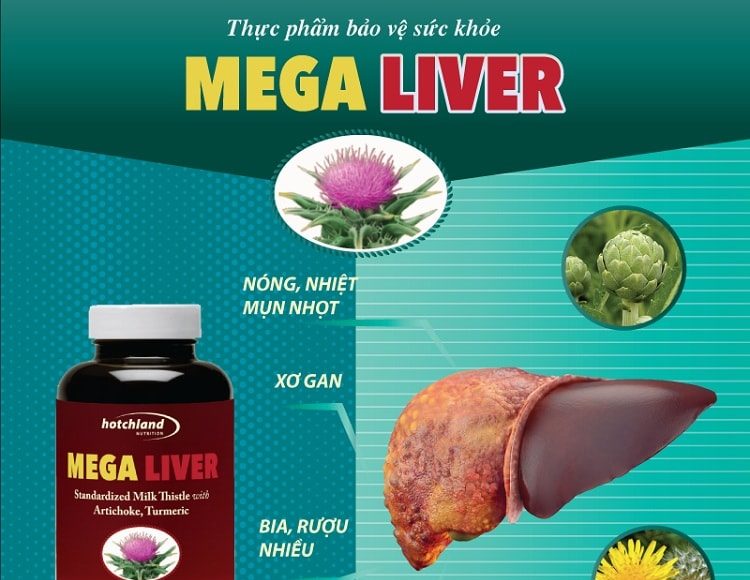 Thực phẩm bảo vệ sức khỏe
MEGA LIVER
NÓNG, NHIỆT
MỤN NHỌT
XƠ GAN
hotchland
NUTRITION
MEGA LIVER
Standardized Milk Thistle with
Artichoke, Turmeric
BIA, RƯỢU
NHIỀU